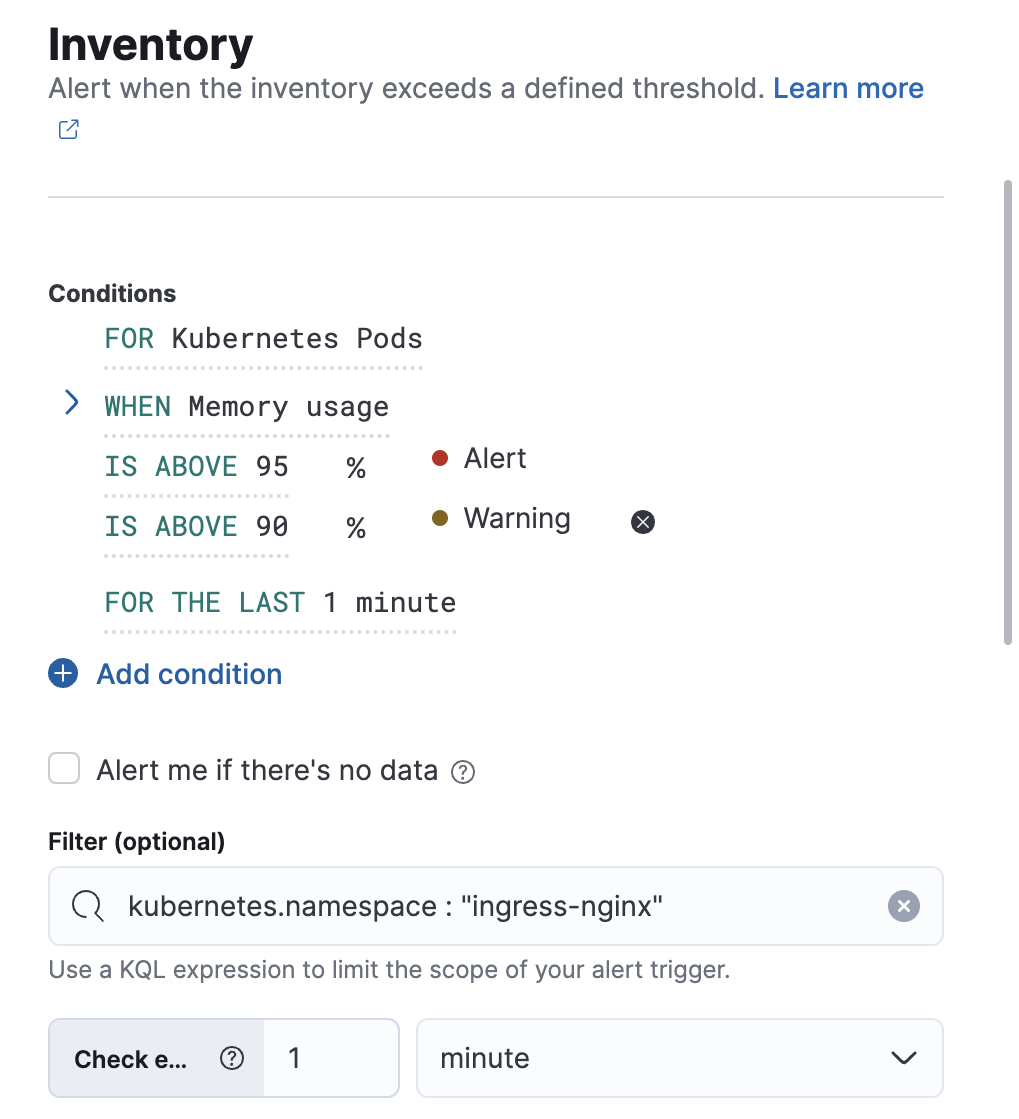 Inventory
Alert when the inventory exceeds a defined threshold. Learn more
Conditions
FOR Kubernetes Pods
WHEN Memory usage
IS ABOVE 95 % Alert
IS ABOVE 90 % Warning
FOR THE LAST 1 minute
Add condition
Alert me if there's no data
Filter (optional)
kubernetes.namespace : "ingress-nginx"
Use a KQL expression to limit the scope of your alert trigger.
Check e... 1 minute